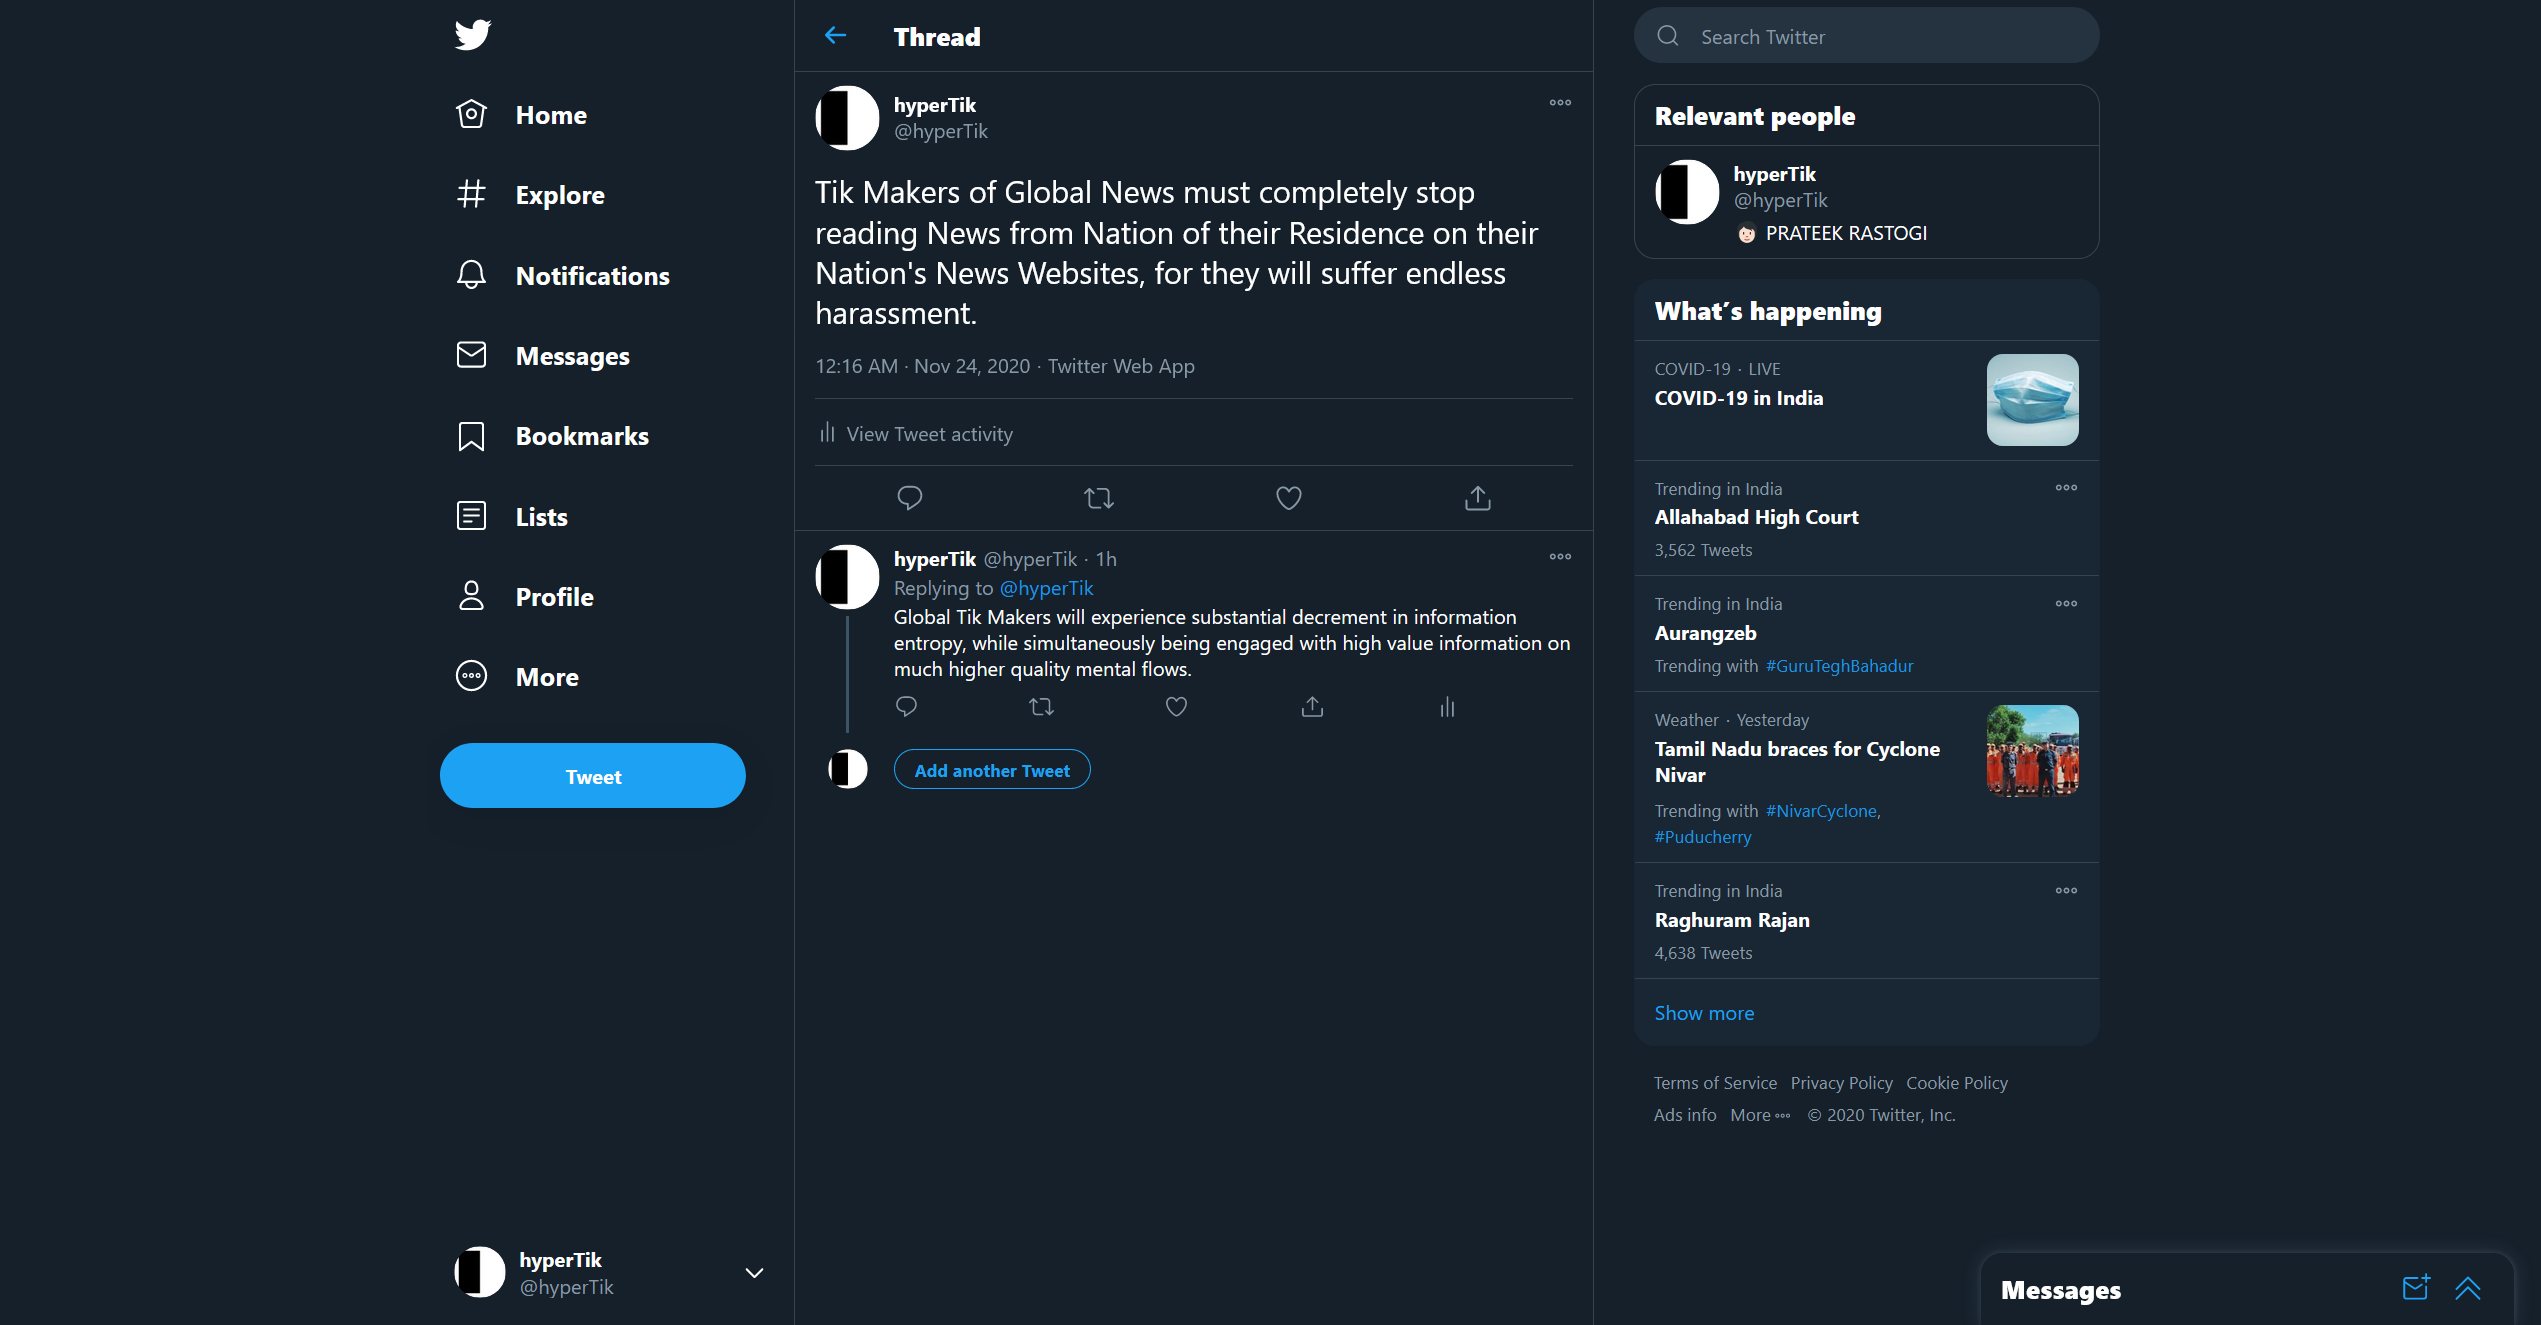 Home
Explore
Notifications
Messages
Bookmarks
Lists
Profile
More
Tweet
hyperTik
@hyperTik
Thread
hyperTik
@hyperTik
Tik Makers of Global News must completely stop
reading News from Nation of their Residence on their
Nation's News Websites, for they will suffer endless
harassment.
12:16 AM · Nov 24, 2020 · Twitter Web App
View Tweet activity
hyperTik @hyperTik · 1h
Replying to @hyperTik
Global Tik Makers will experience substantial decrement in information
entropy, while simultaneously being engaged with high value information on
much higher quality mental flows.
Add another Tweet
Search Twitter
Relevant people
hyperTik
@hyperTik
PRATEEK RASTOGI
What's happening
COVID-19 · LIVE
COVID-19 in India
Trending in India
Allahabad High Court
3,562 Tweets
Trending in India
Aurangzeb
Trending with #GuruTeghBahadur
Weather · Yesterday
Tamil Nadu braces for Cyclone
Nivar
Trending with #NivarCyclone,
#Puducherry
Trending in India
Raghuram Rajan
4,638 Tweets
Show more
Terms of Service Privacy Policy Cookie Policy
Ads info More © 2020 Twitter, Inc.
Messages